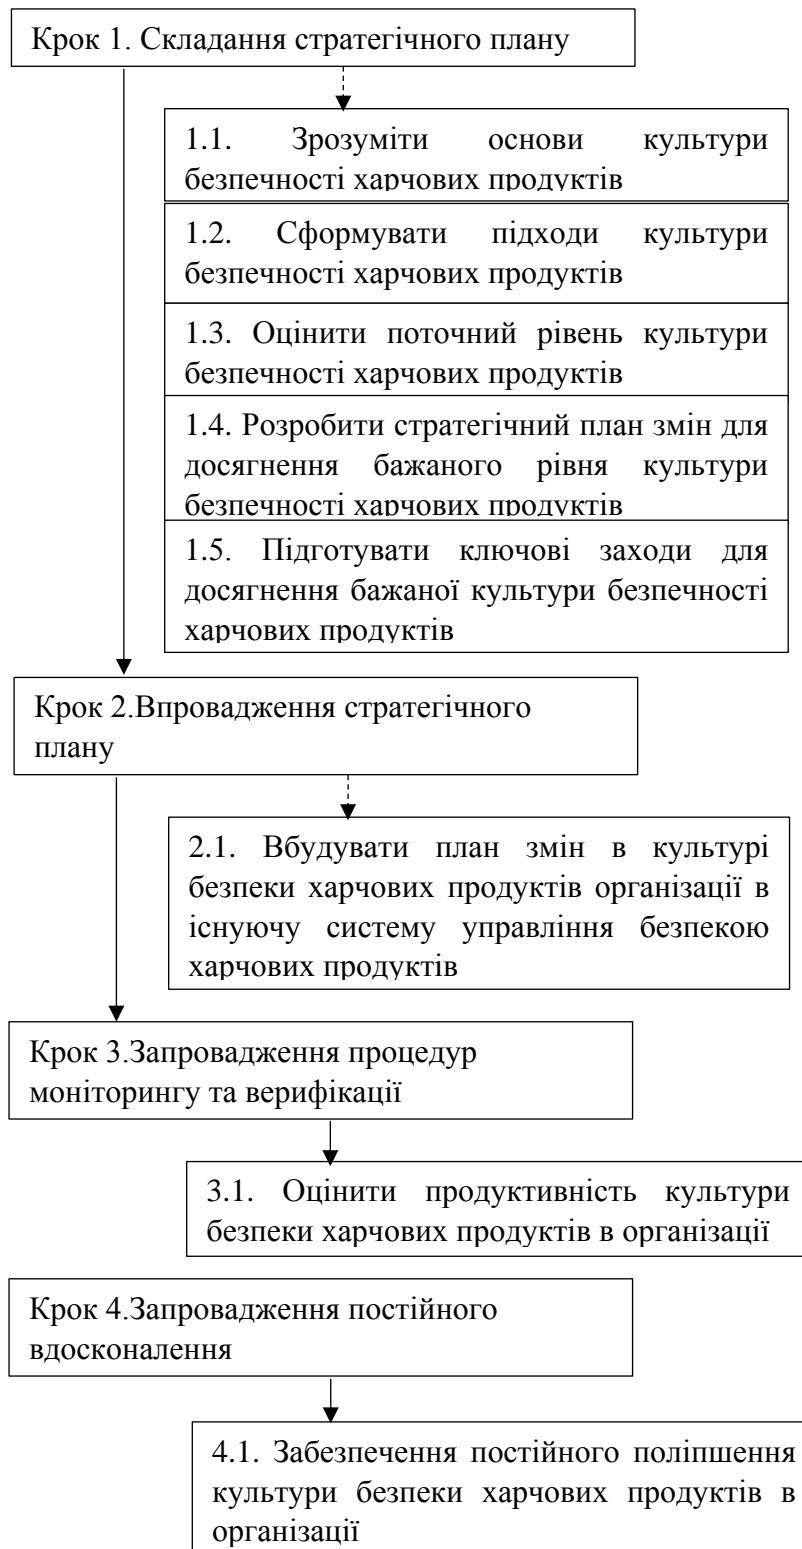 Крок 1. Складання стратегічного плану
1.1. Зрозуміти основи культури
безпечності харчових продуктів
1.2. Сформувати підходи культури
безпечності харчових продуктів
1.3. Оцінити поточний рівень культури
безпечності харчових продуктів
1.4. Розробити стратегічний план змін для
досягнення бажаного рівня культури
безпечності харчових продуктів
1.5. Підготувати ключові заходи для
досягнення бажаної культури безпечності
харчових продуктів
Крок 2.Впровадження стратегічного
плану
2.1. Вбудувати план змін в культурі
безпеки харчових продуктів організації в
існуючу систему управління безпекою
харчових продуктів
Крок 3.Запровадження процедур
моніторингу та верифікації
3.1. Оцінити продуктивність культури
безпеки харчових продуктів в організації
Крок 4.Запровадження постійного
вдосконалення
4.1. Забезпечення постійного поліпшення
культури безпеки харчових продуктів в
організації